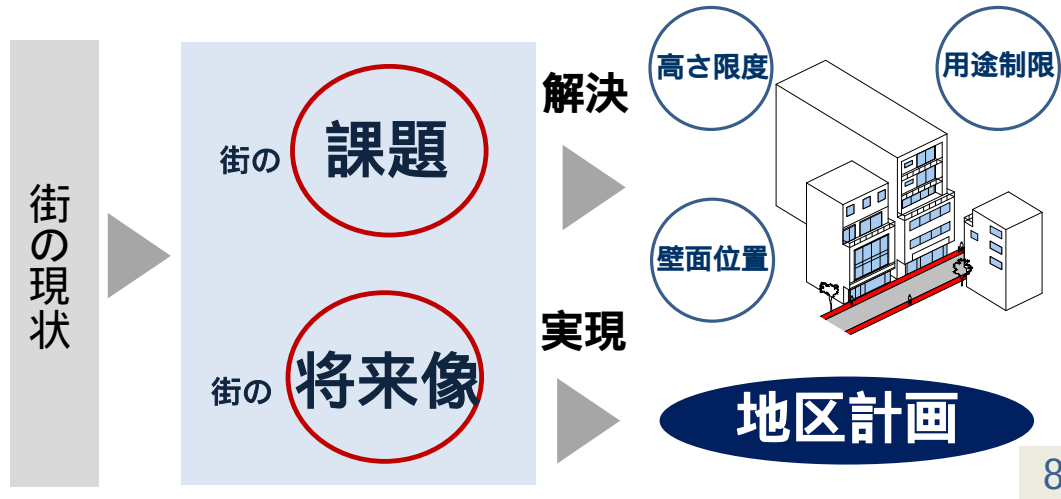 街の現状
街の 課題
街の 将来像
解決
実現
高さ限度
用途制限
壁面位置
地区計画
8